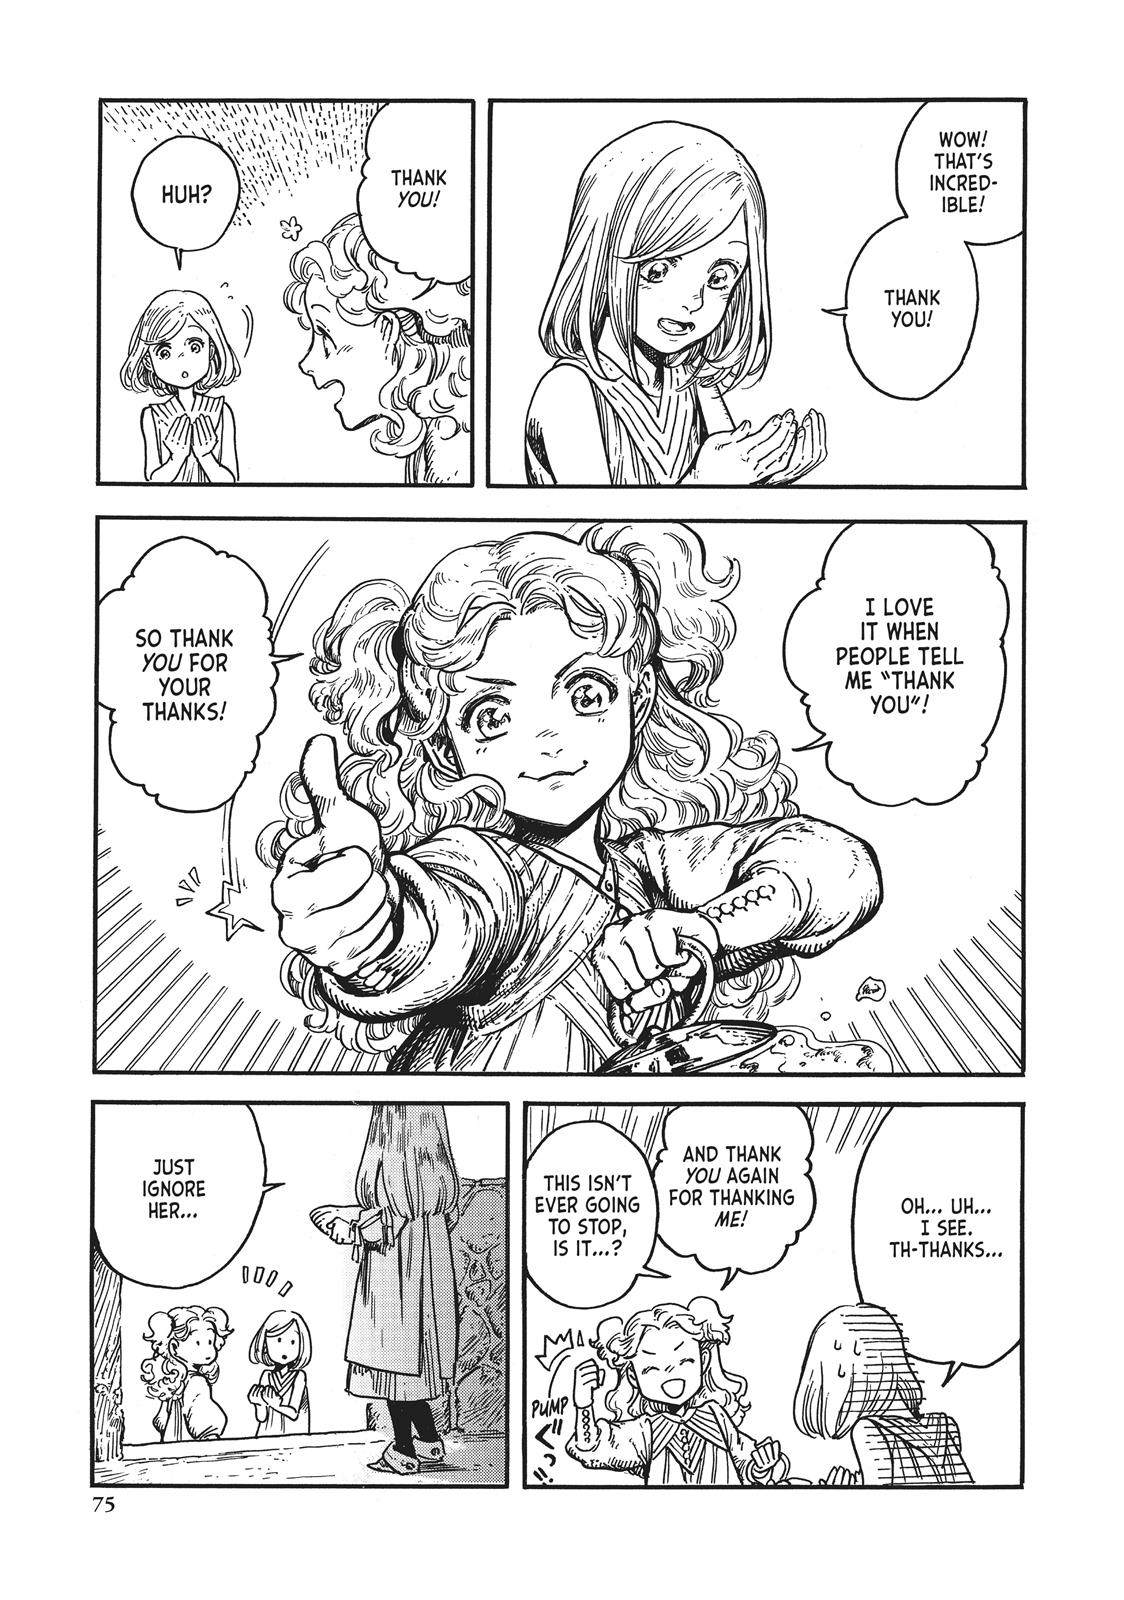 WOW!
THAT'S
INCRED-
IBLE!
THANK
YOU!
THANK
YOU!
HUH?
I LOVE
IT WHEN
PEOPLE TELL
ME "THANK
YOU"!
SO THANK
YOU FOR
YOUR
THANKS!
OH... UH...
I SEE.
TH-THANKS...
AND THANK
YOU AGAIN
FOR THANKING
ME!
THIS ISN'T
EVER GOING
TO STOP,
IS IT...?
PUMP
JUST
IGNORE
HER...
75